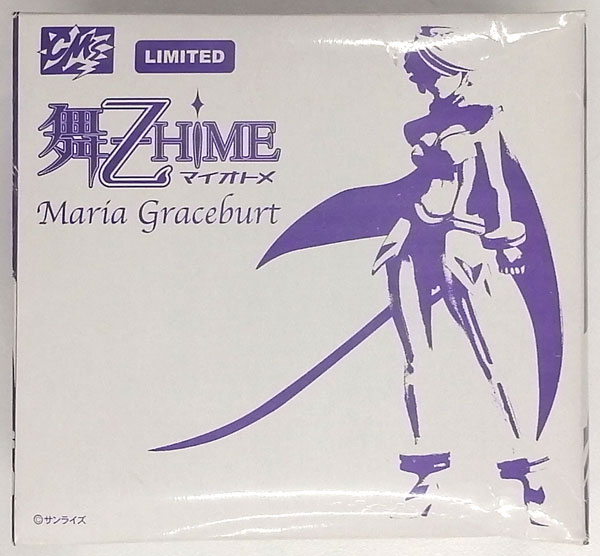 CM's
LIMITED
舞-乙HiME
マイオトメ
Maria Graceburt
©サンライズ